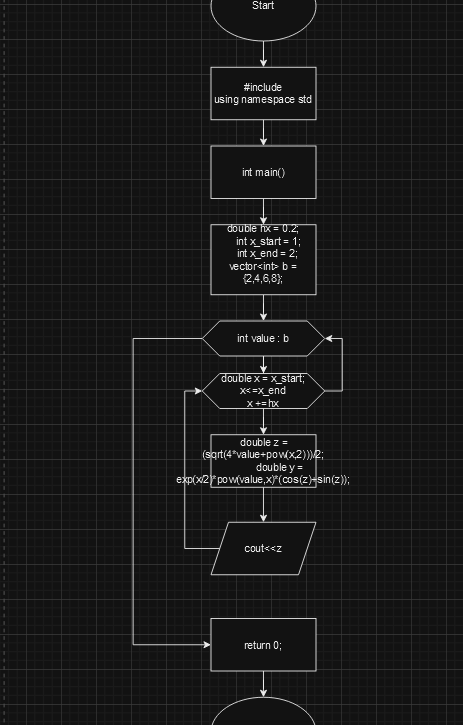 Start
#include
using namespace std
int main()
double hx = 0.2;
int x_start = 1;
int x_end = 2;
vector<int> b =
{2,4,6,8};
int value : b
double x = x_start;
x<=x_end
x +=hx
double z =
(sqrt(4*value+pow(x,2)))/2;
double y =
exp(x/2)*pow(value,x)*(cos(z)+sin(z));
cout<<z
return 0;